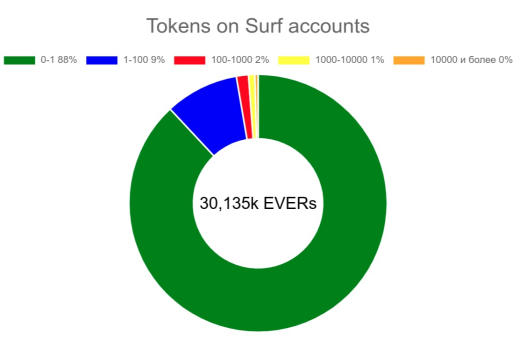 Tokens on Surf accounts
0-1 88% 1-100 9% 100-1000 2% 1000-10000 1% 10000 и более 0%
30,135k EVERs